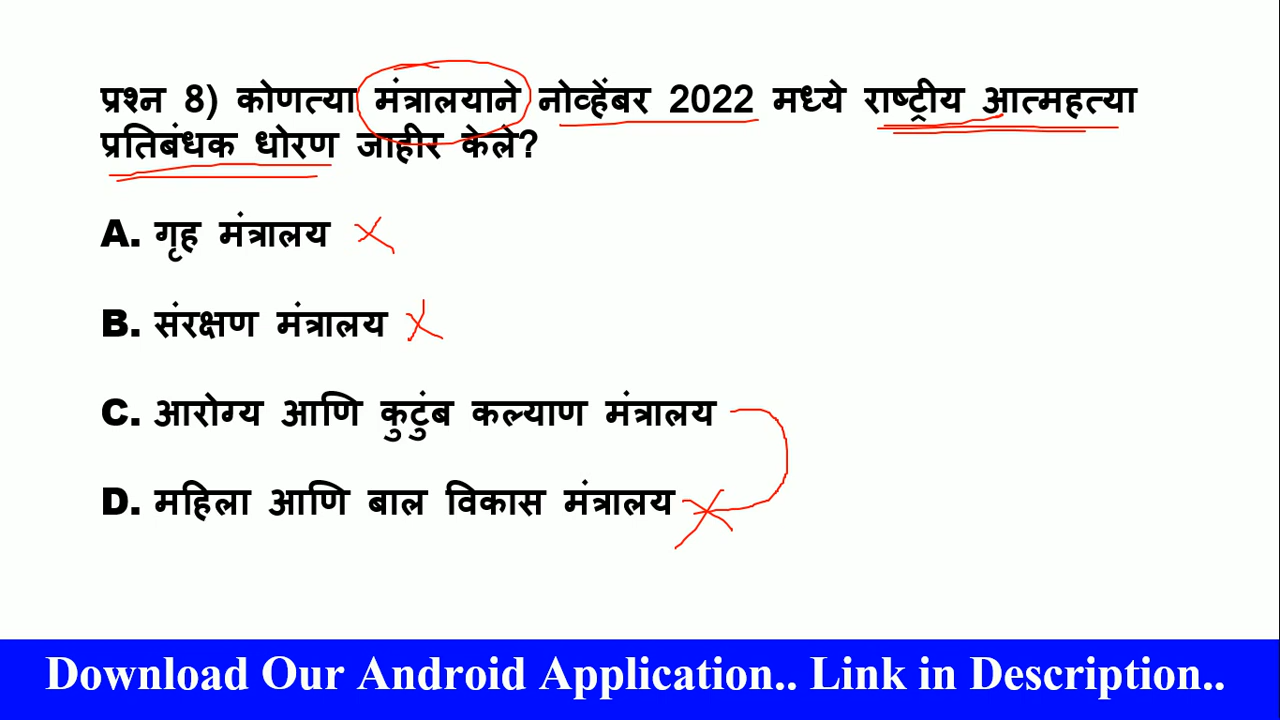 प्रश्न 8) कोणत्या मंत्रालयाने नोव्हेंबर 2022 मध्ये राष्ट्रीय आत्महत्या
प्रतिबंधक धोरण जाहीर केले?
A. गृह मंत्रालय
B. संरक्षण मंत्रालय
C. आरोग्य आणि कुटुंब कल्याण मंत्रालय
D. महिला आणि बाल विकास मंत्रालय
Download Our Android Application.. Link in Description..